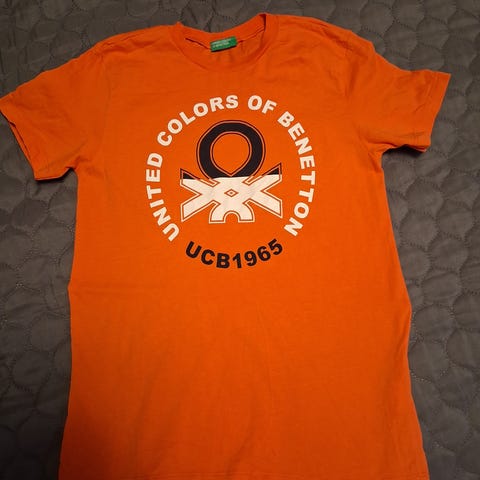 UNITED COLORS OF BENETTON
UCB1965